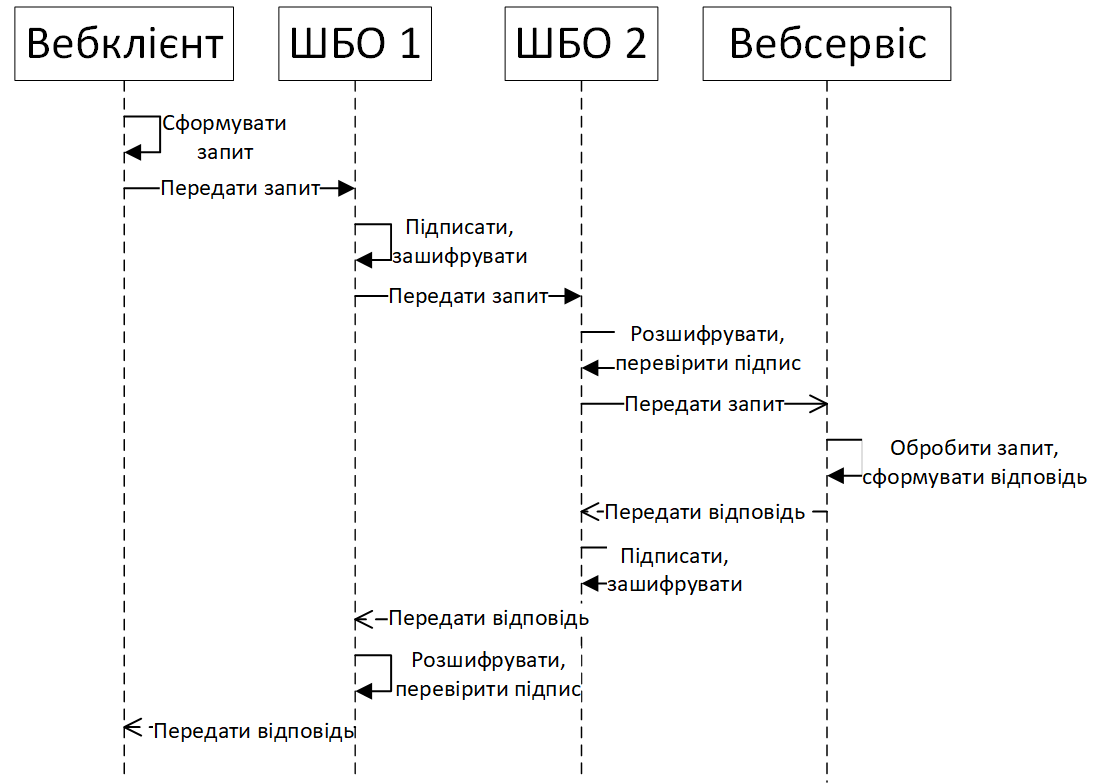 Вебклієнт
ШБО 1
ШБО 2
Вебсервіс
Сформувати
запит
Передати запит
Підписати,
зашифрувати
Передати запит
Розшифрувати,
перевірити підпис
Передати запит
Обробити запит,
сформувати відповідь
Передати відповідь
Підписати,
зашифрувати
Передати відповідь
Розшифрувати,
перевірити підпис
Передати відповідь